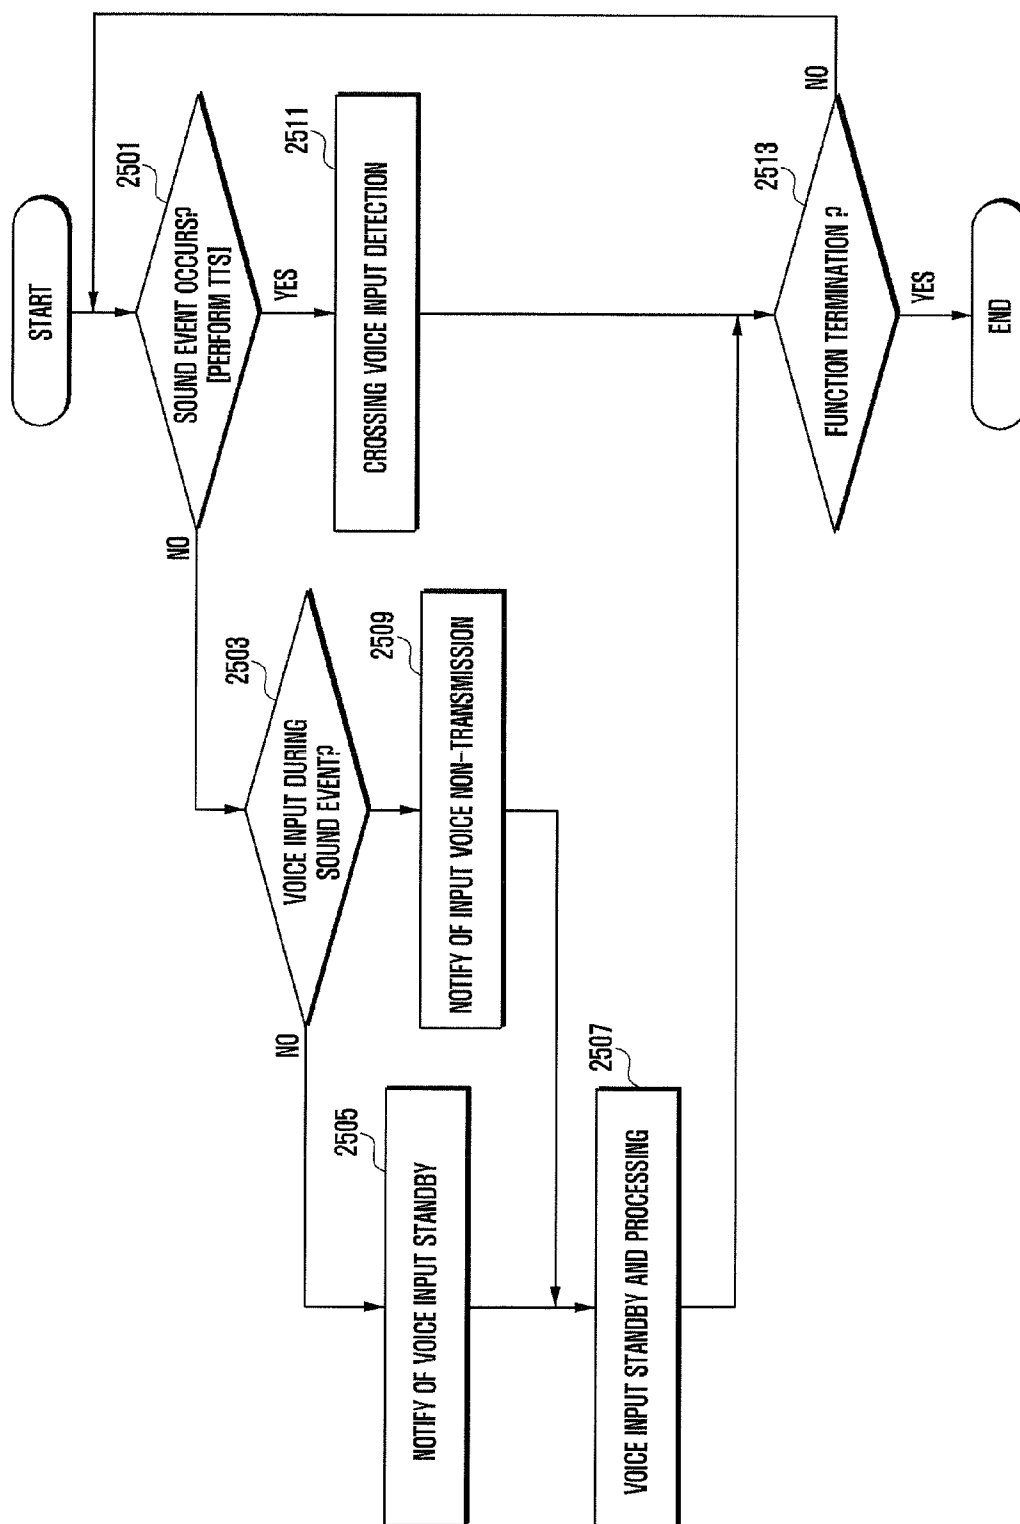 START
2501
SOUND EVENT OCCURS?
[PERFORM TTS]
NO
YES
2511
CROSSING VOICE INPUT DETECTION
2503
VOICE INPUT DURING
SOUND EVENT?
NO
2509
NOTIFY OF INPUT VOICE NON-TRANSMISSION
2505
NOTIFY OF VOICE INPUT STANDBY
2507
VOICE INPUT STANDBY AND PROCESSING
2513
FUNCTION TERMINATION ?
NO
YES
END